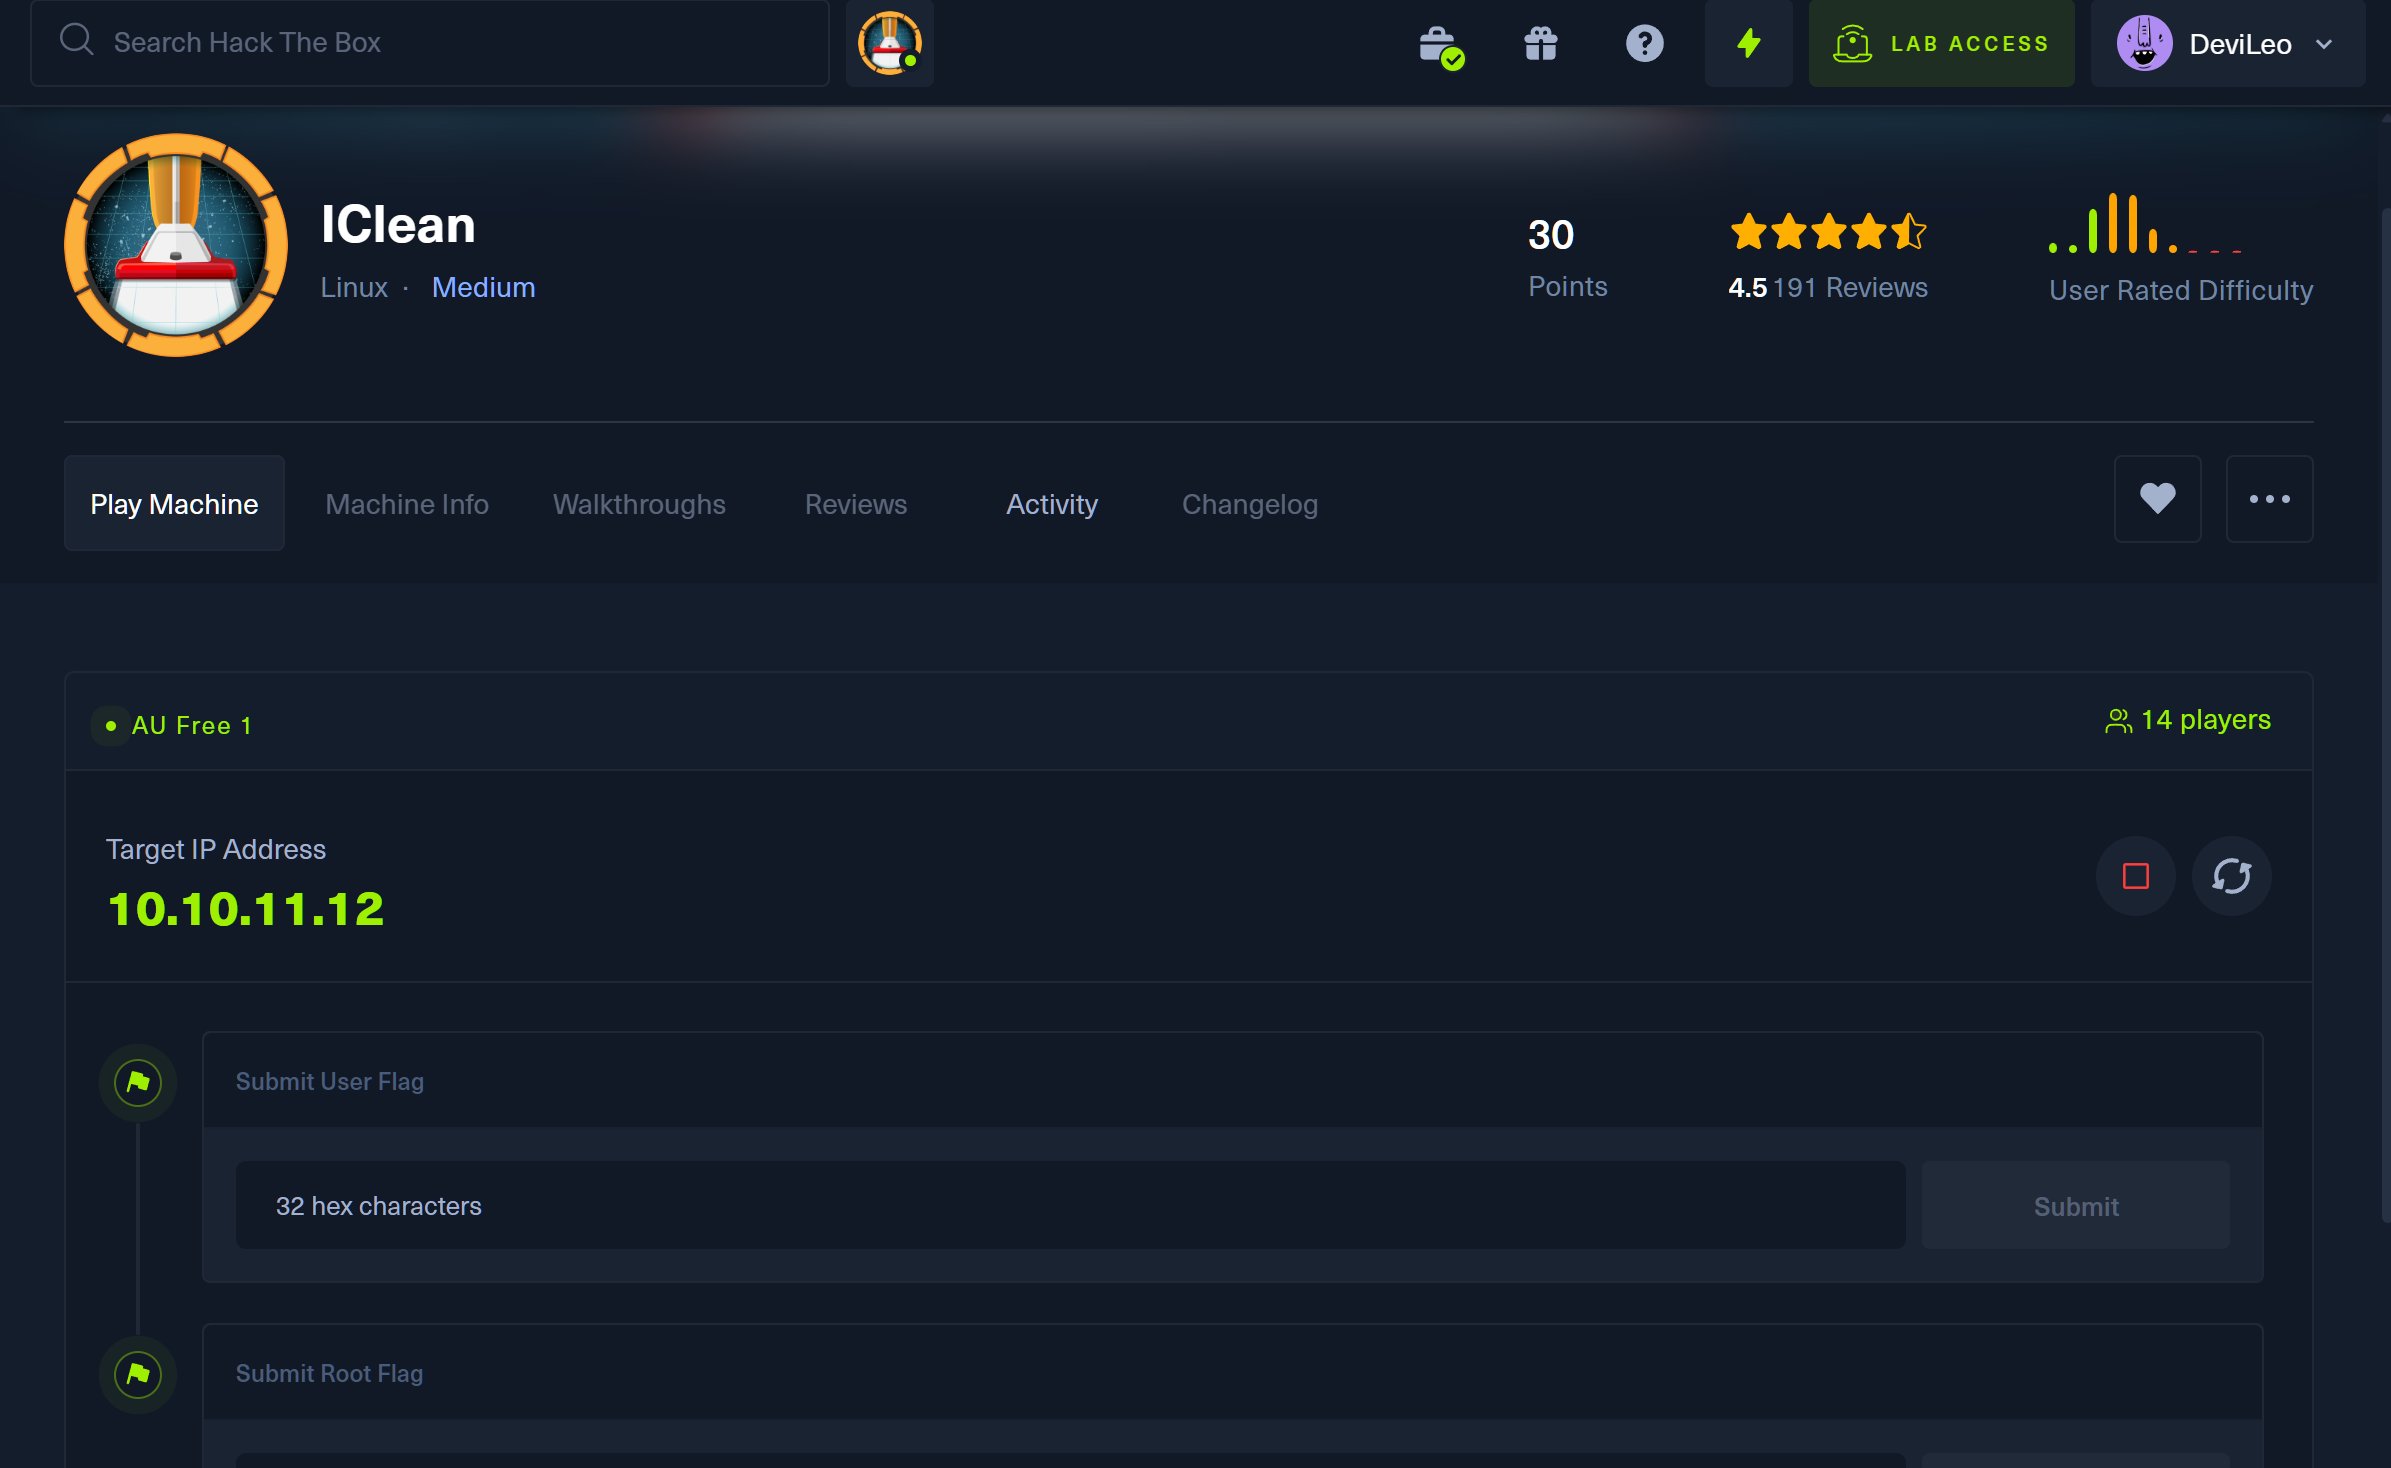 Search Hack The Box
LAB ACCESS
DeviLeo
IClean
Linux · Medium
30
Points
4.5 191 Reviews
User Rated Difficulty
Play Machine
Machine Info
Walkthroughs
Reviews
Activity
Changelog
AU Free 1
14 players
Target IP Address
10.10.11.12
Submit User Flag
32 hex characters
Submit
Submit Root Flag